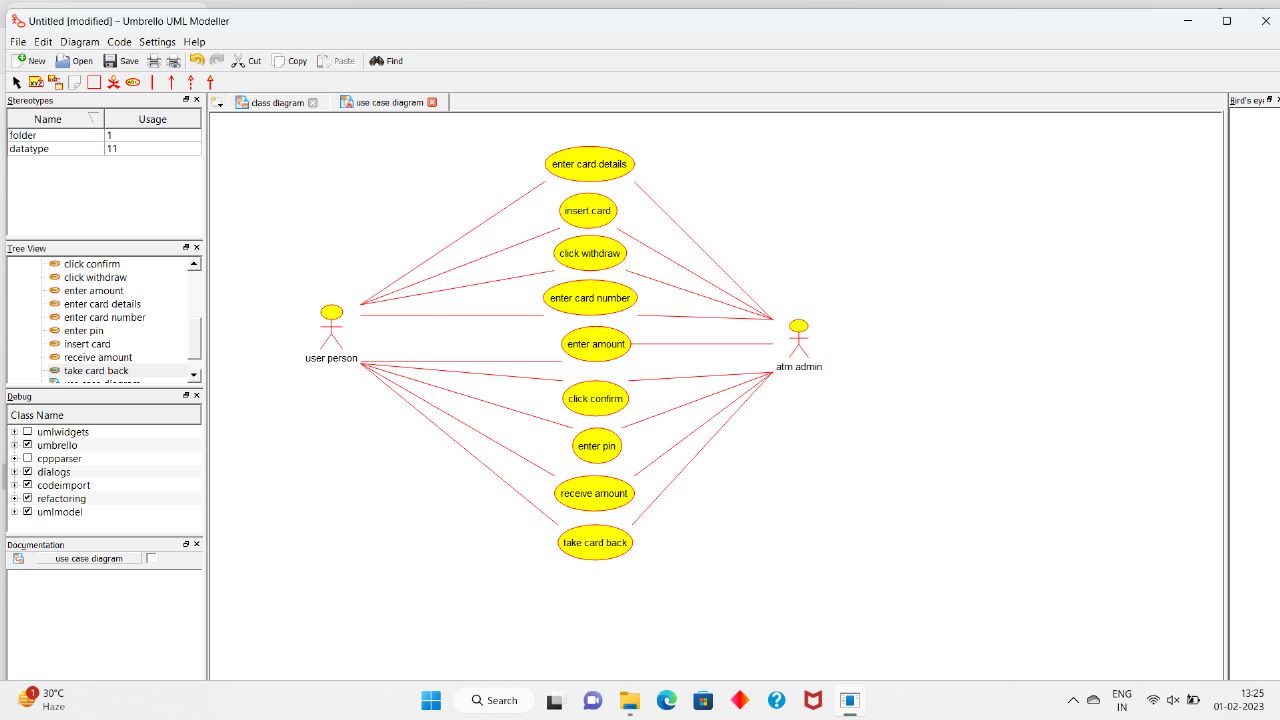 Untitled [modified] – Umbrello UML Modeller
File Edit Diagram Code Settings Help
New Open Save Cut Copy Paste Find
Stereotypes
Name Usage
folder 1
datatype 11
Tree View
click confirm
click withdraw
enter amount
enter card details
enter card number
enter pin
insert card
receive amount
take card back
use case diagram
Debug
Class Name
umlwidgets
umbrello
cppparser
dialogs
codeimport
refactoring
umlmodel
Documentation
use case diagram
class diagram use case diagram
Bird's ey
enter card details
insert card
click withdraw
enter card number
enter amount
click confirm
enter pin
receive amount
take card back
user person
atm admin
1
30°C
Haze
Search
ENG
IN
13:25
01-02-2023